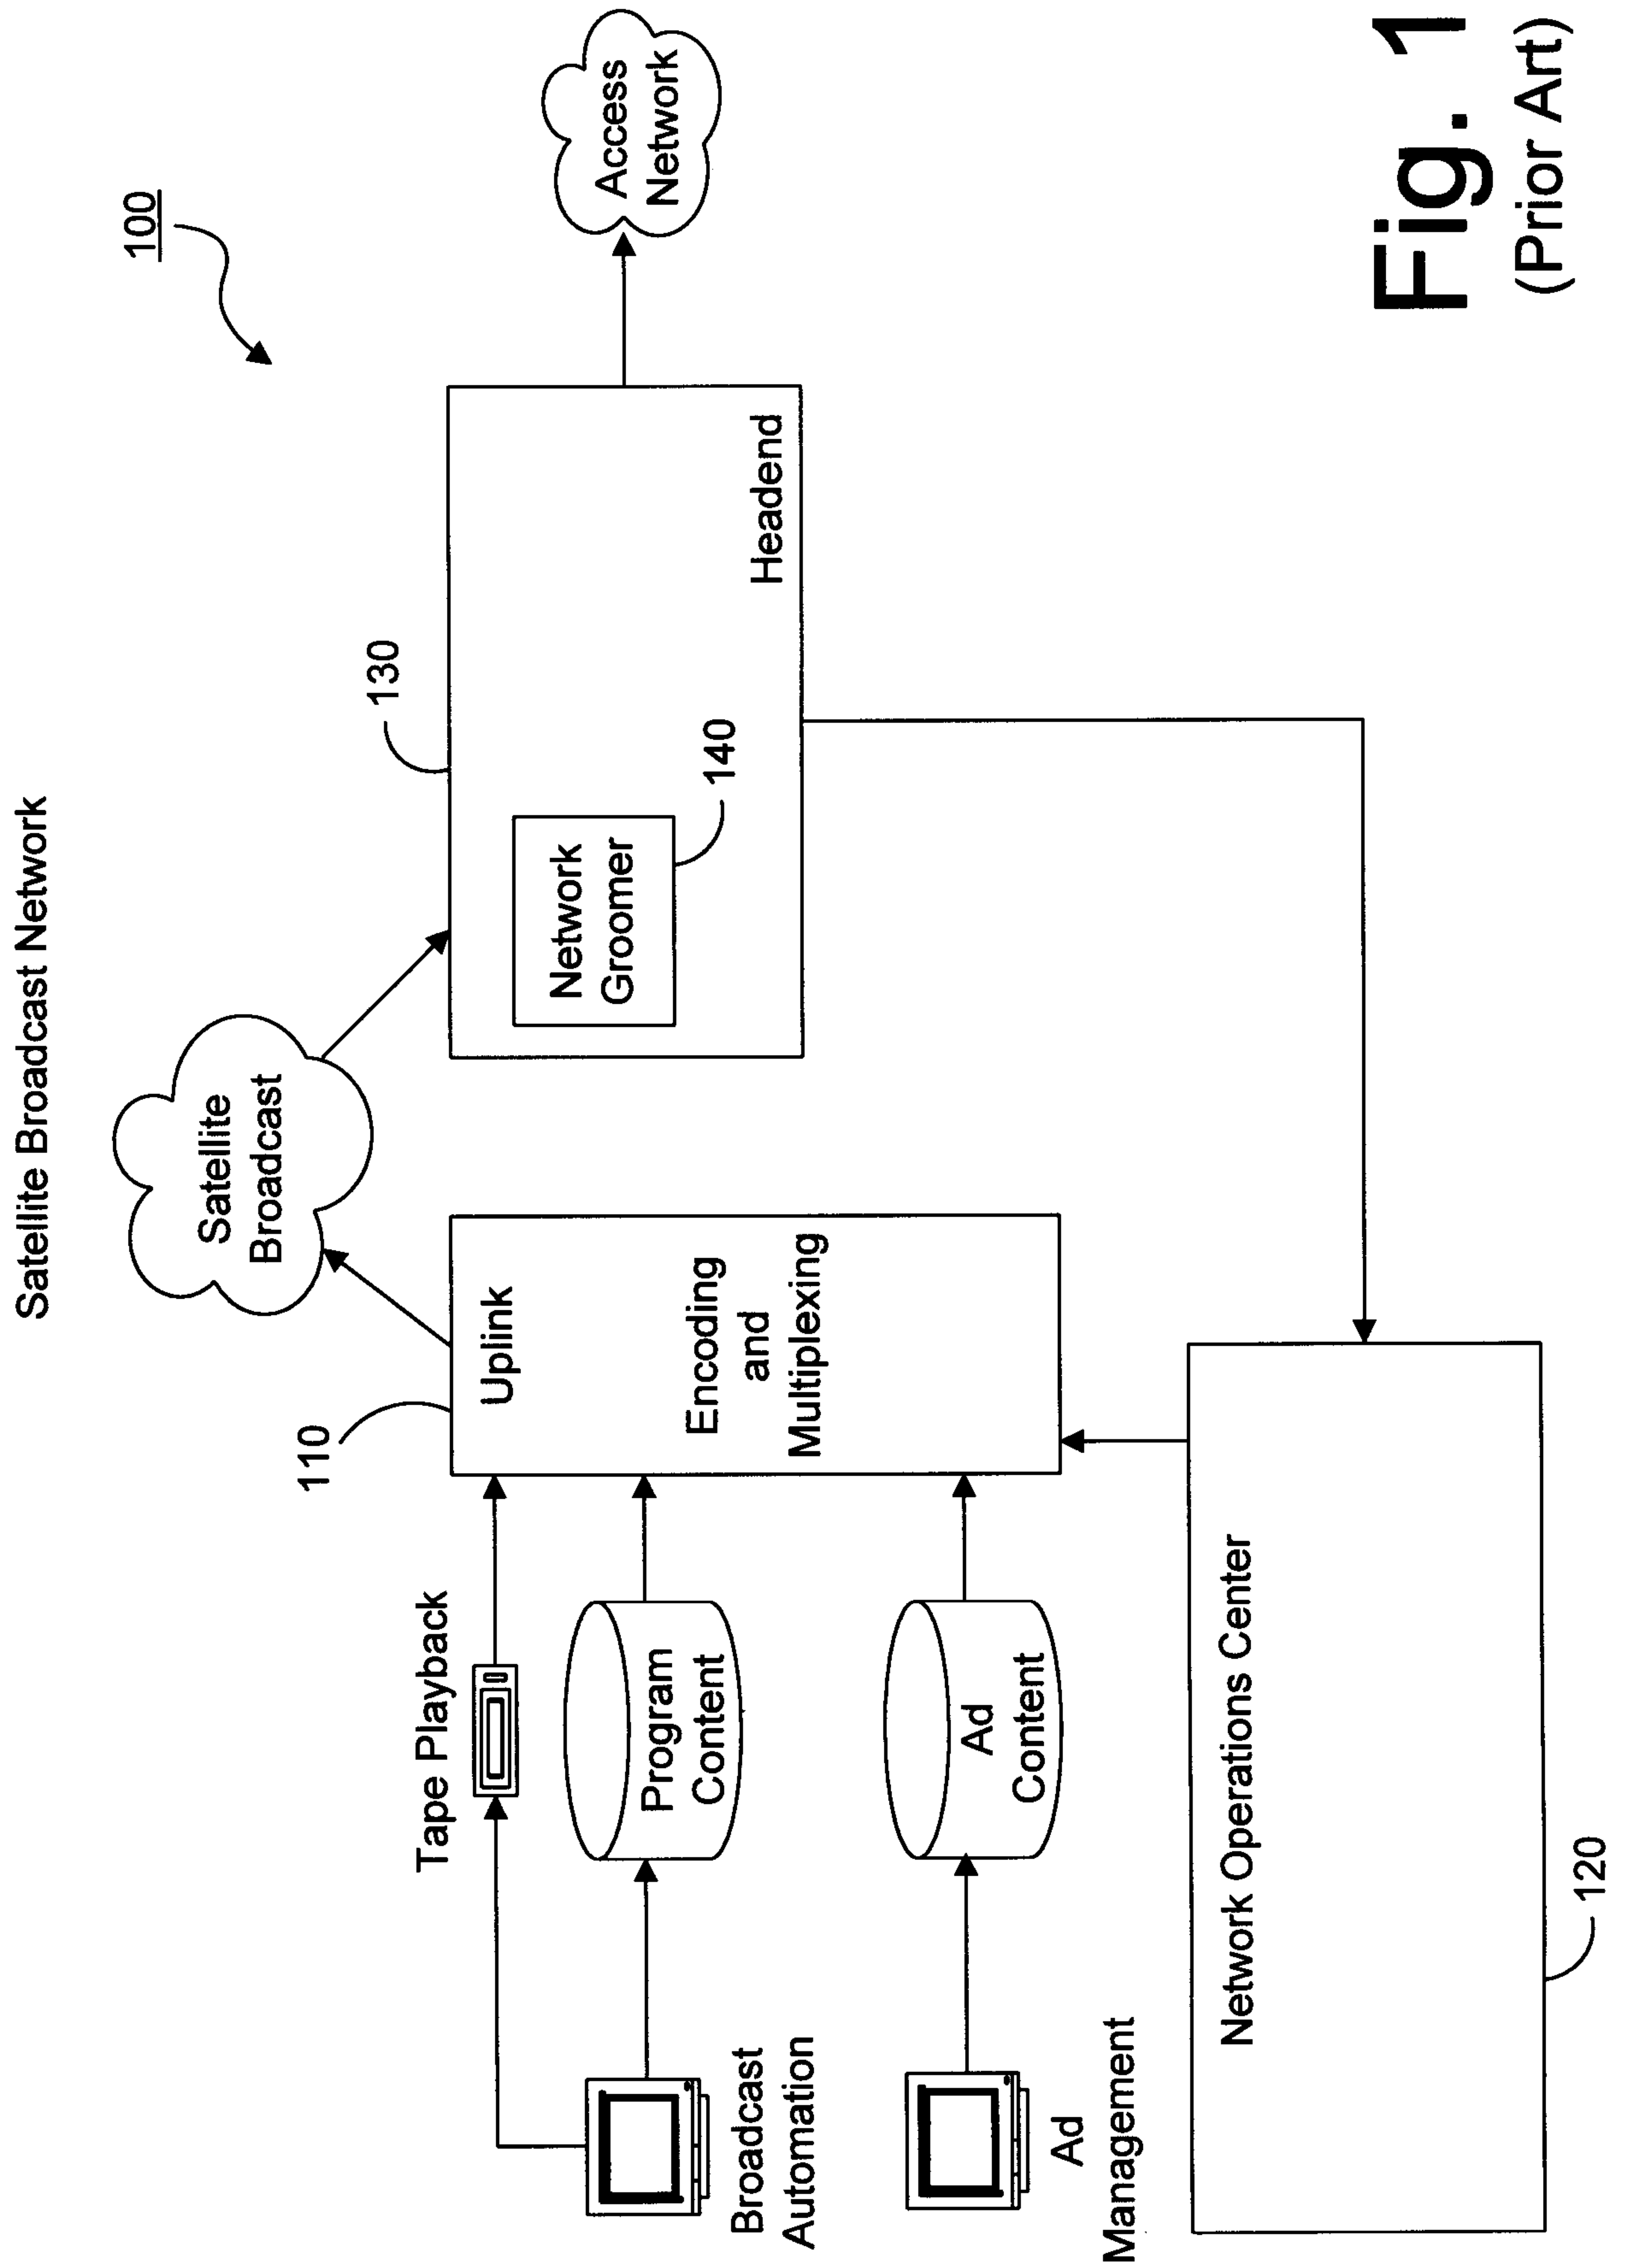 Satellite Broadcast Network
100
Satellite
Broadcast
130
110
Tape Playback
Uplink
Encoding
and
Multiplexing
Network
Groomer
140
Headend
Access
Network
Program
Content
Broadcast
Automation
Ad
Content
Ad
Management
Network Operations Center
120
Fig. 1
(Prior Art)